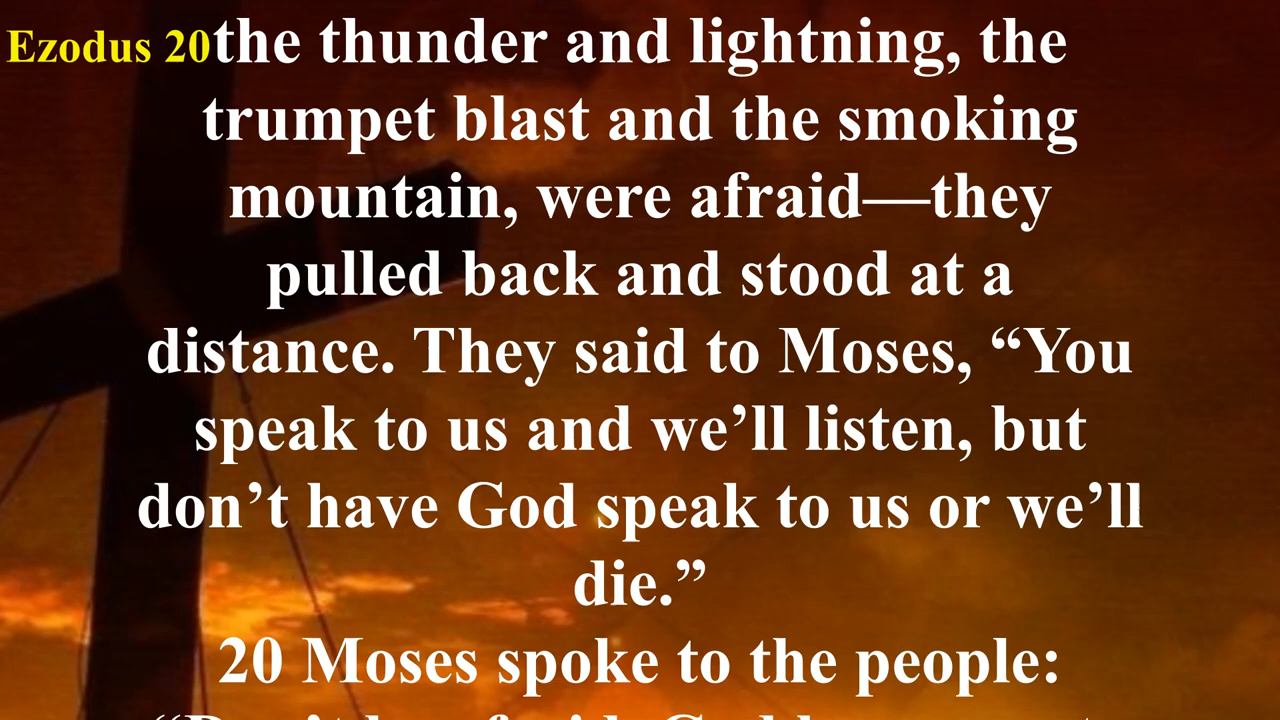 Ezodus 20
the thunder and lightning, the
trumpet blast and the smoking
mountain, were afraid—they
pulled back and stood at a
distance. They said to Moses, “You
speak to us and we’ll listen, but
don’t have God speak to us or we’ll
die.”
20 Moses spoke to the people: